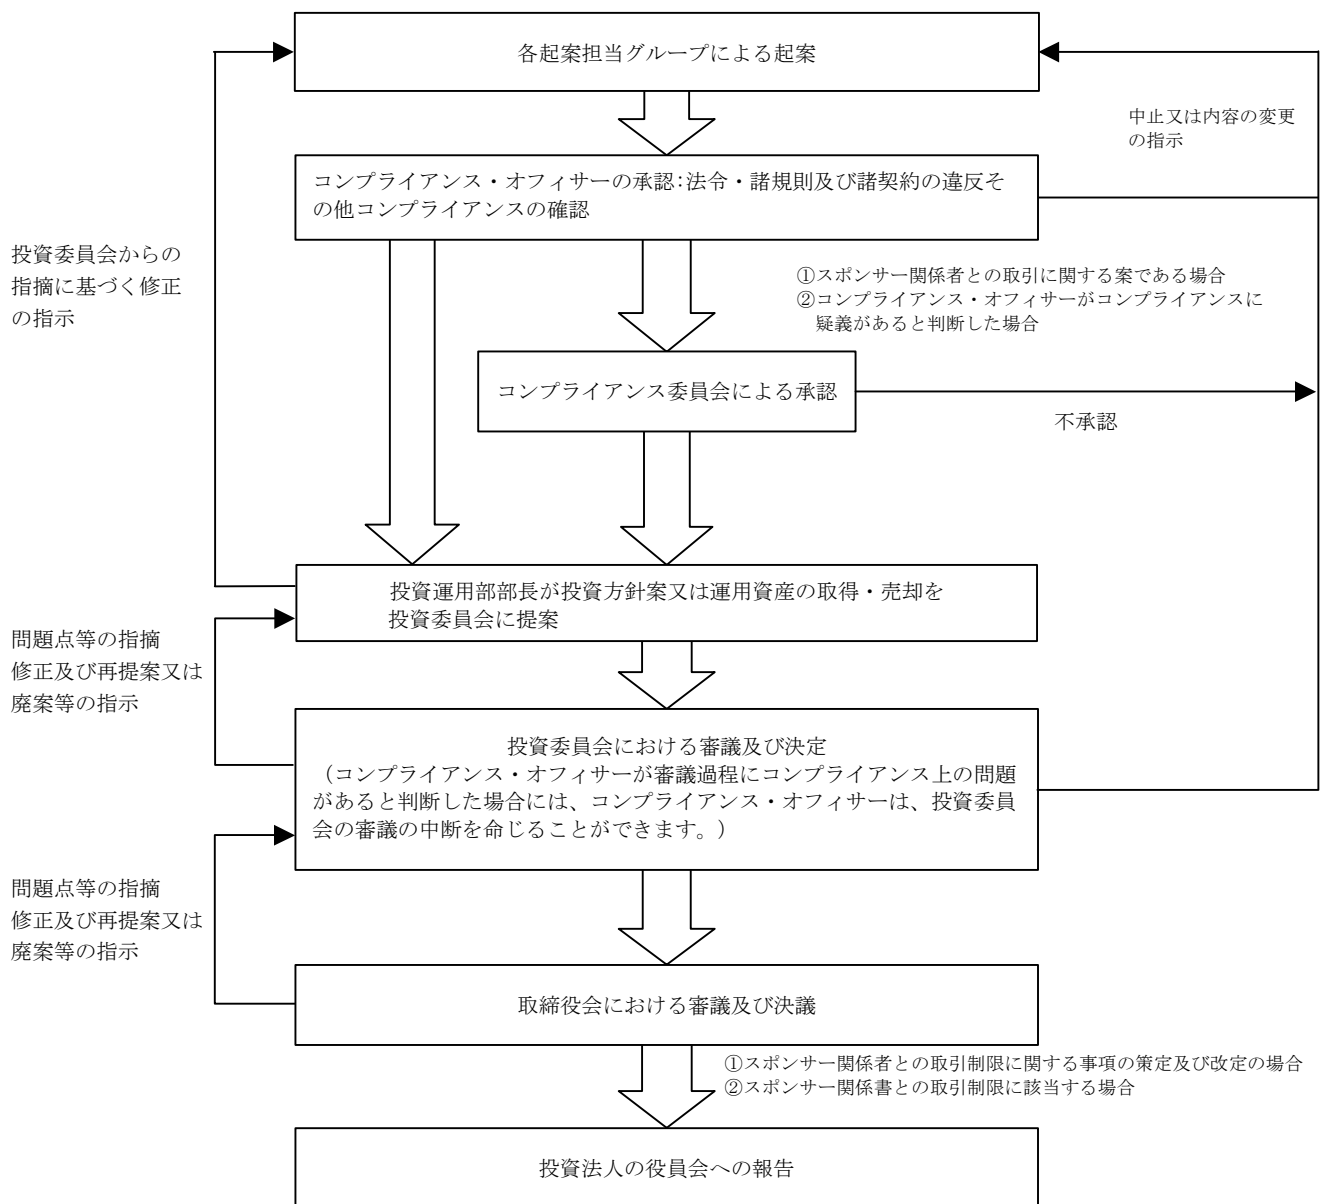 各起案担当グループによる起案
中止又は内容の変更
の指示
コンプライアンス・オフィサーの承認:法令・諸規則及び諸契約の違反そ
の他コンプライアンスの確認
投資委員会からの
指摘に基づく修正
の指示
①スポンサー関係者との取引に関する案である場合
②コンプライアンス・オフィサーがコンプライアンスに
疑義があると判断した場合
コンプライアンス委員会による承認
不承認
投資運用部部長が投資方針案又は運用資産の取得・売却を
投資委員会に提案
問題点等の指摘
修正及び再提案又は
廃案等の指示
投資委員会における審議及び決定
（コンプライアンス・オフィサーが審議過程にコンプライアンス上の問題
があると判断した場合には、コンプライアンス・オフィサーは、投資委員
会の審議の中断を命じることができます。）
問題点等の指摘
修正及び再提案又は
廃案等の指示
取締役会における審議及び決議
①スポンサー関係者との取引制限に関する事項の策定及び改定の場合
②スポンサー関係書との取引制限に該当する場合
投資法人の役員会への報告